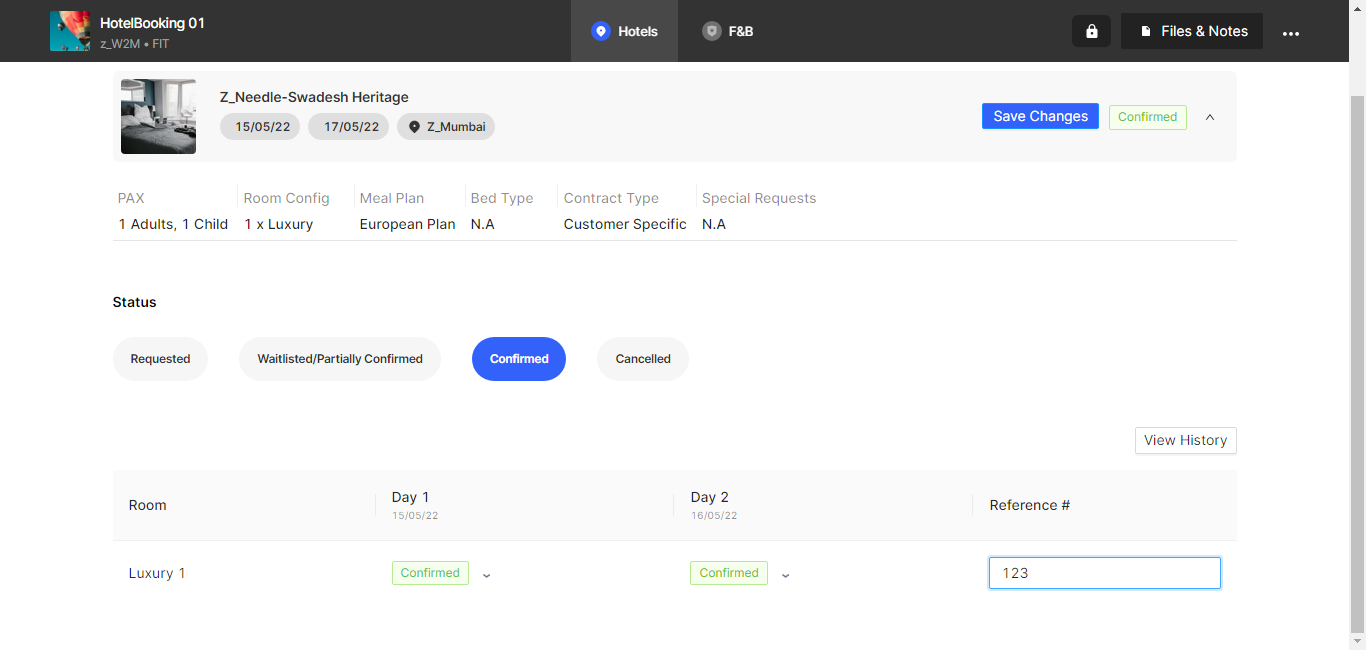 HotelBooking 01
z_W2M • FIT
Hotels
F&B
Files & Notes
Z_Needle-Swadesh Heritage
15/05/22 17/05/22 Z_Mumbai
Save Changes
Confirmed
PAX Room Config Meal Plan Bed Type Contract Type Special Requests
1 Adults, 1 Child 1 x Luxury European Plan N.A Customer Specific N.A
Status
Requested Waitlisted/Partially Confirmed Confirmed Cancelled
View History
Room Day 1 Day 2 Reference #
15/05/22 16/05/22
Luxury 1 Confirmed Confirmed 123